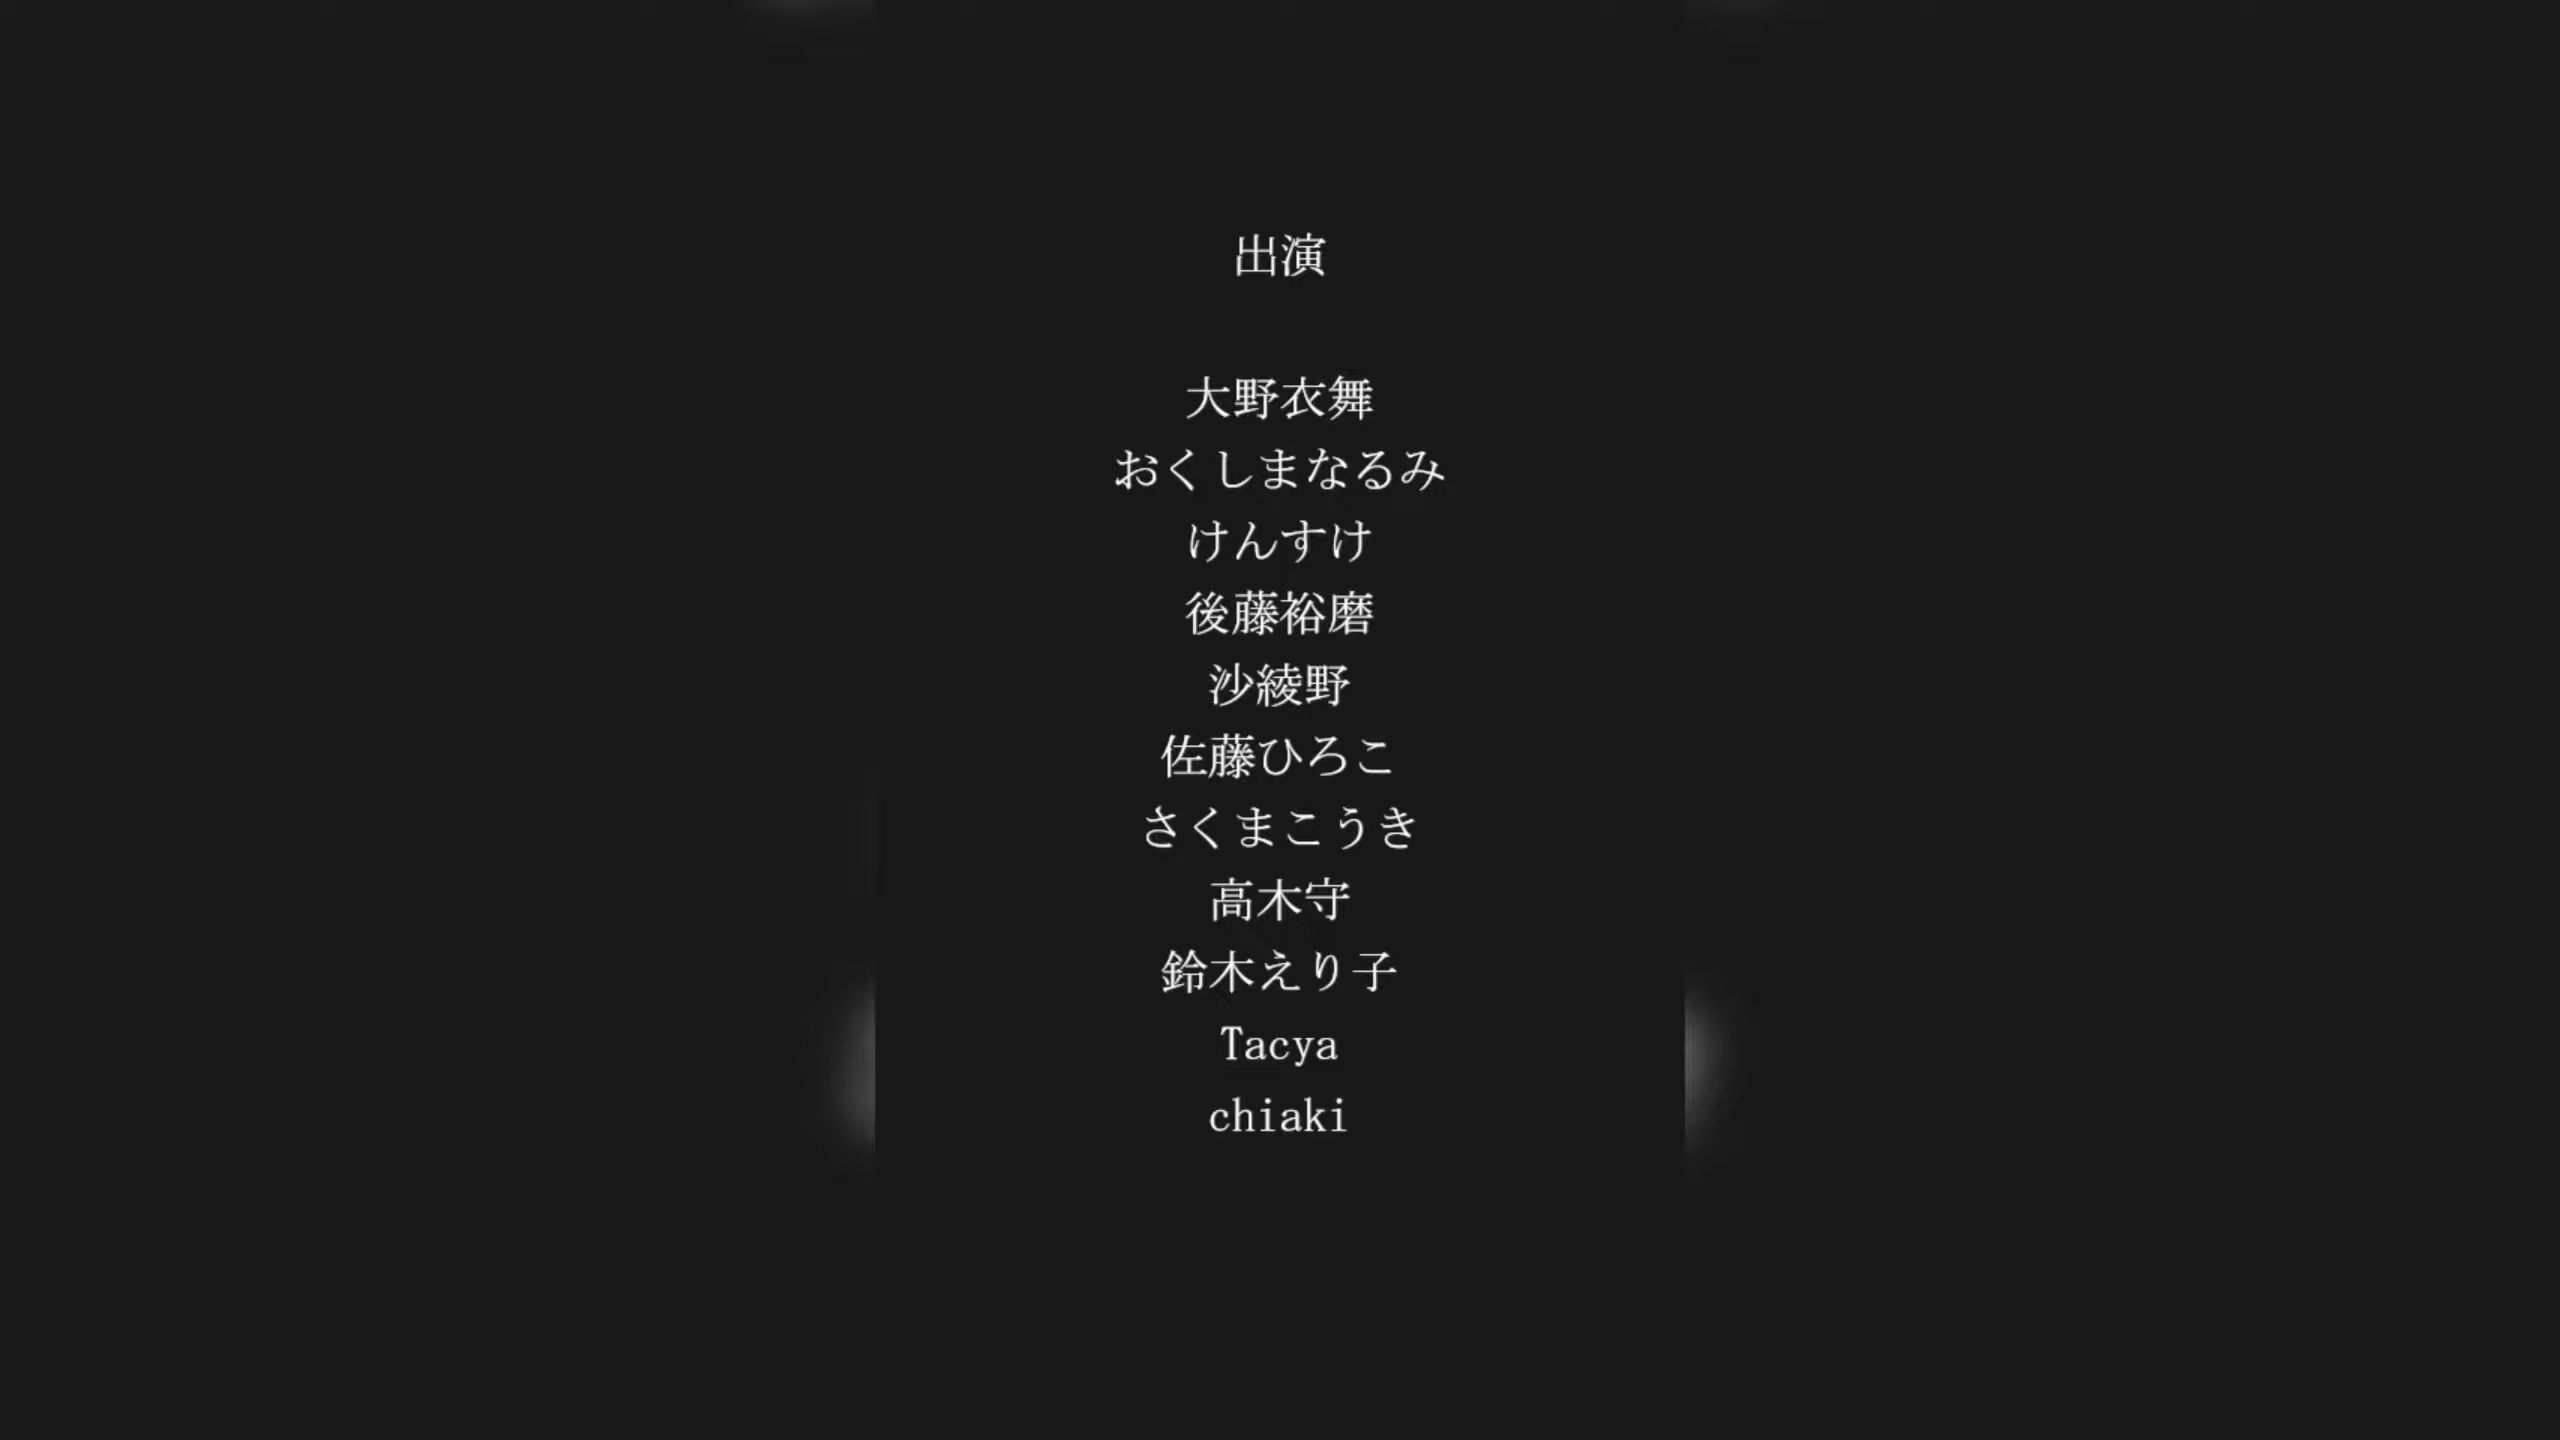 出演
大野衣舞
おくしまなるみ
けんすけ
後藤裕磨
沙綾野
佐藤ひろこ
さくまこうき
高木守
鈴木えり子
Tacya
chiaki